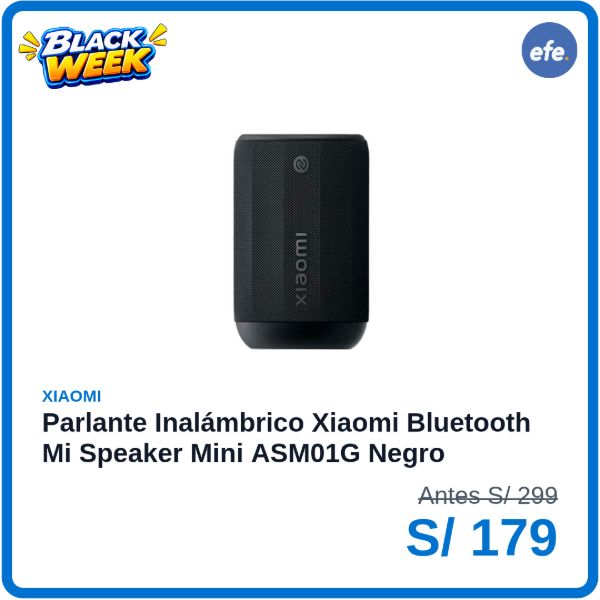 BLACK
WEEK
efe.
xiaomi
XIAOMI
Parlante Inalámbrico Xiaomi Bluetooth
Mi Speaker Mini ASM01G Negro
Antes S/ 299
S/ 179